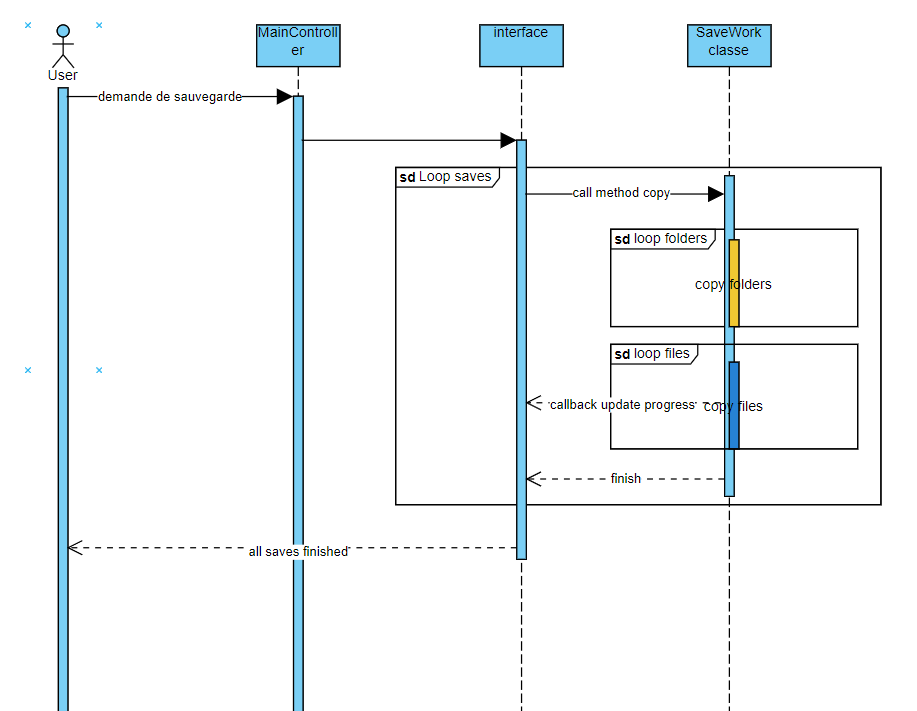 User
MainControll
er
interface
SaveWork
classe
demande de sauvegarde
sd Loop saves
call method copy
sd loop folders
copy folders
sd loop files
callback update progress
copy files
finish
all saves finished